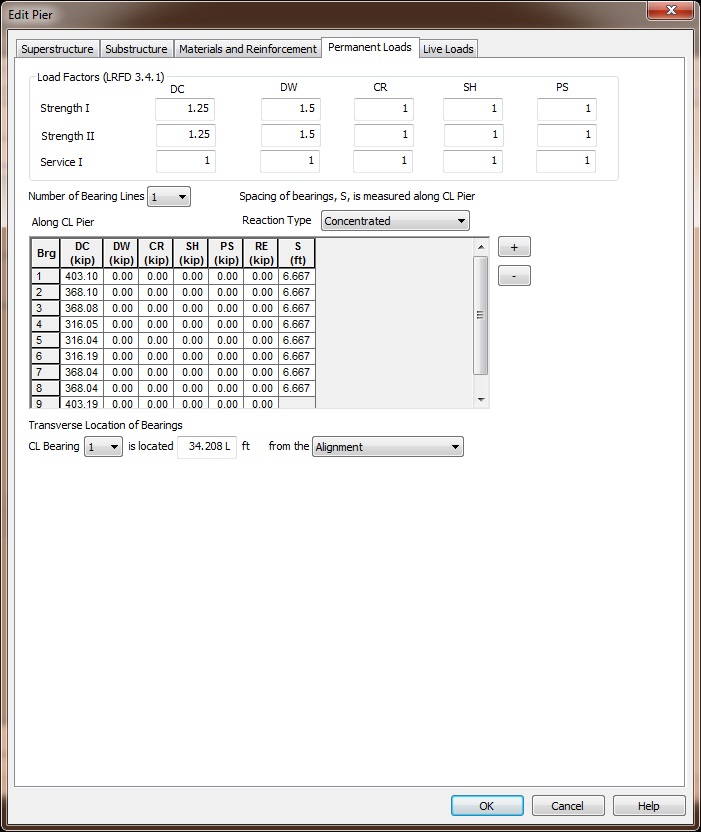 Edit Pier
Superstructure Substructure Materials and Reinforcement Permanent Loads Live Loads
Load Factors (LRFD 3.4.1)
DC DW CR SH PS
Strength I 1.25 1.5 1 1 1
Strength II 1.25 1.5 1 1 1
Service I 1 1 1 1 1
Number of Bearing Lines 1 Spacing of bearings, S, is measured along CL Pier
Along CL Pier Reaction Type Concentrated
Brg DC (kip) DW (kip) CR (kip) SH (kip) PS (kip) RE (kip) S (ft)
1 403.10 0.00 0.00 0.00 0.00 0.00 6.667
2 368.10 0.00 0.00 0.00 0.00 0.00 6.667
3 368.08 0.00 0.00 0.00 0.00 0.00 6.667
4 316.05 0.00 0.00 0.00 0.00 0.00 6.667
5 316.04 0.00 0.00 0.00 0.00 0.00 6.667
6 316.19 0.00 0.00 0.00 0.00 0.00 6.667
7 368.04 0.00 0.00 0.00 0.00 0.00 6.667
8 368.04 0.00 0.00 0.00 0.00 0.00 6.667
9 403.19 0.00 0.00 0.00 0.00 0.00
+
-
Transverse Location of Bearings
CL Bearing 1 is located 34.208 L ft from the Alignment
OK Cancel Help